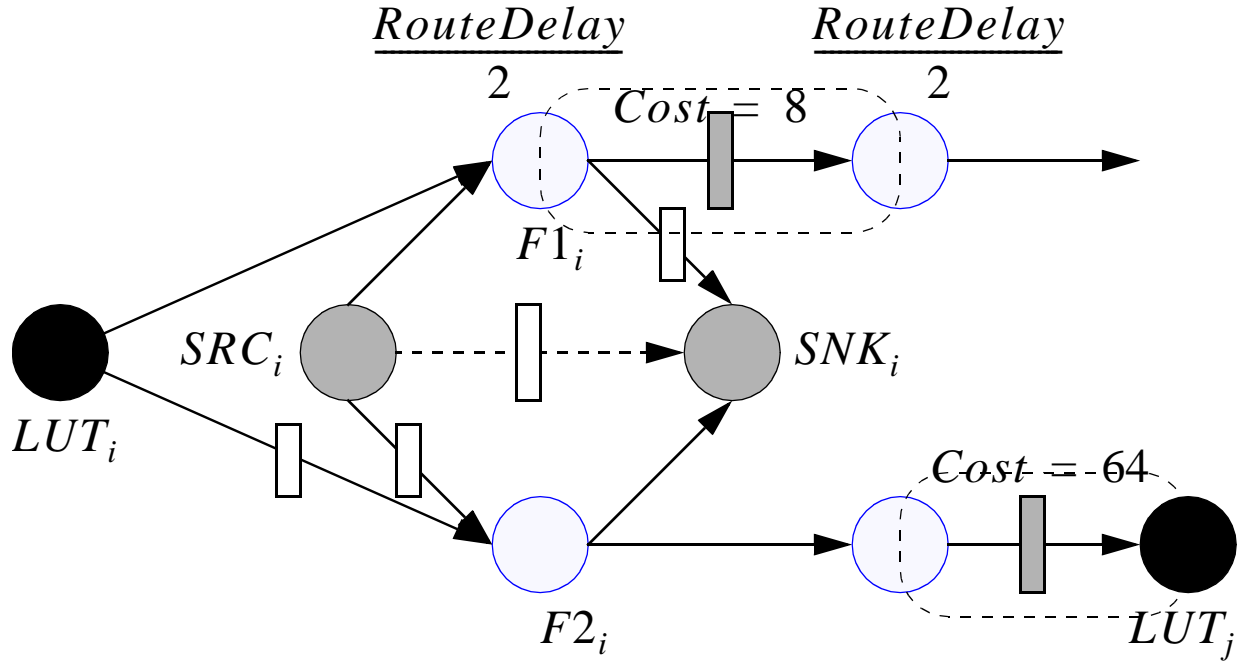 RouteDelay RouteDelay
2 2
Cost = 8
F1i
SRCi SNKi
LUTi
Cost = 64
F2i
LUTj